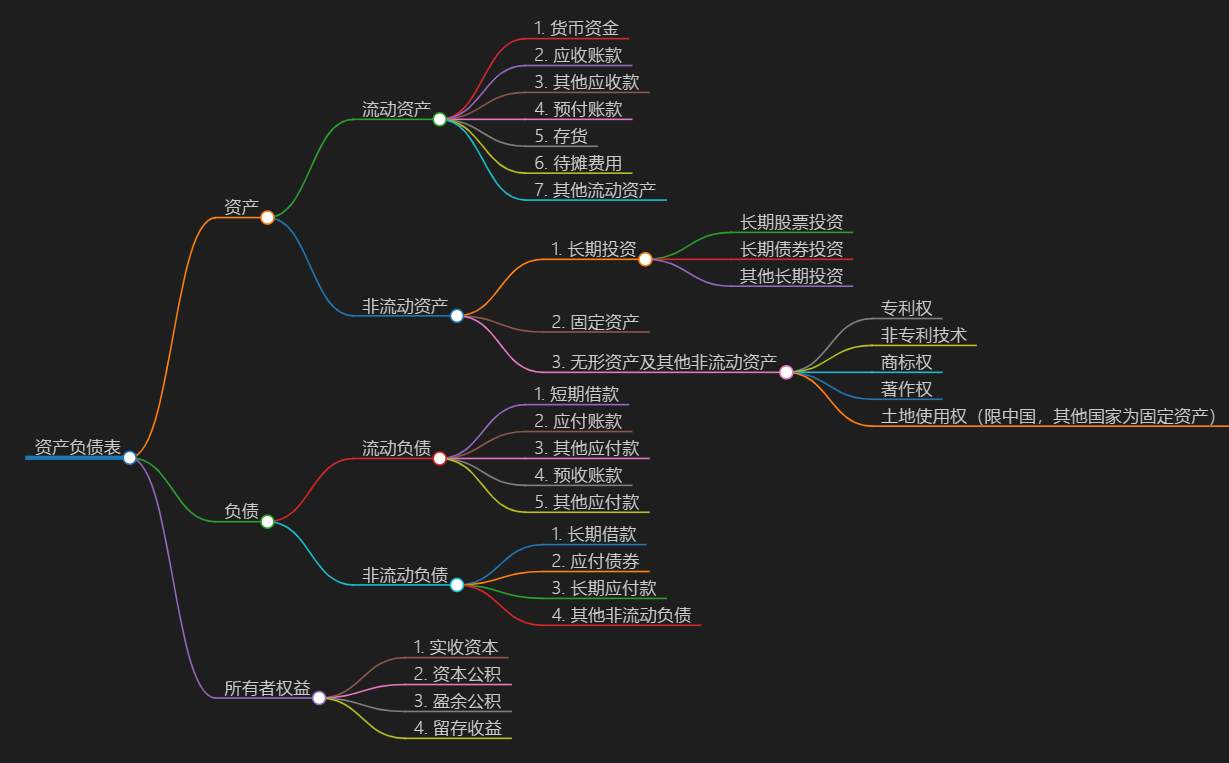 资产负债表
资产
流动资产
1. 货币资金
2. 应收账款
3. 其他应收款
4. 预付账款
5. 存货
6. 待摊费用
7. 其他流动资产
非流动资产
1. 长期投资
长期股票投资
长期债券投资
其他长期投资
2. 固定资产
3. 无形资产及其他非流动资产
专利权
非专利技术
商标权
著作权
土地使用权（限中国，其他国家为固定资产）
负债
流动负债
1. 短期借款
2. 应付账款
3. 其他应付款
4. 预收账款
5. 其他应付款
非流动负债
1. 长期借款
2. 应付债券
3. 长期应付款
4. 其他非流动负债
所有者权益
1. 实收资本
2. 资本公积
3. 盈余公积
4. 留存收益